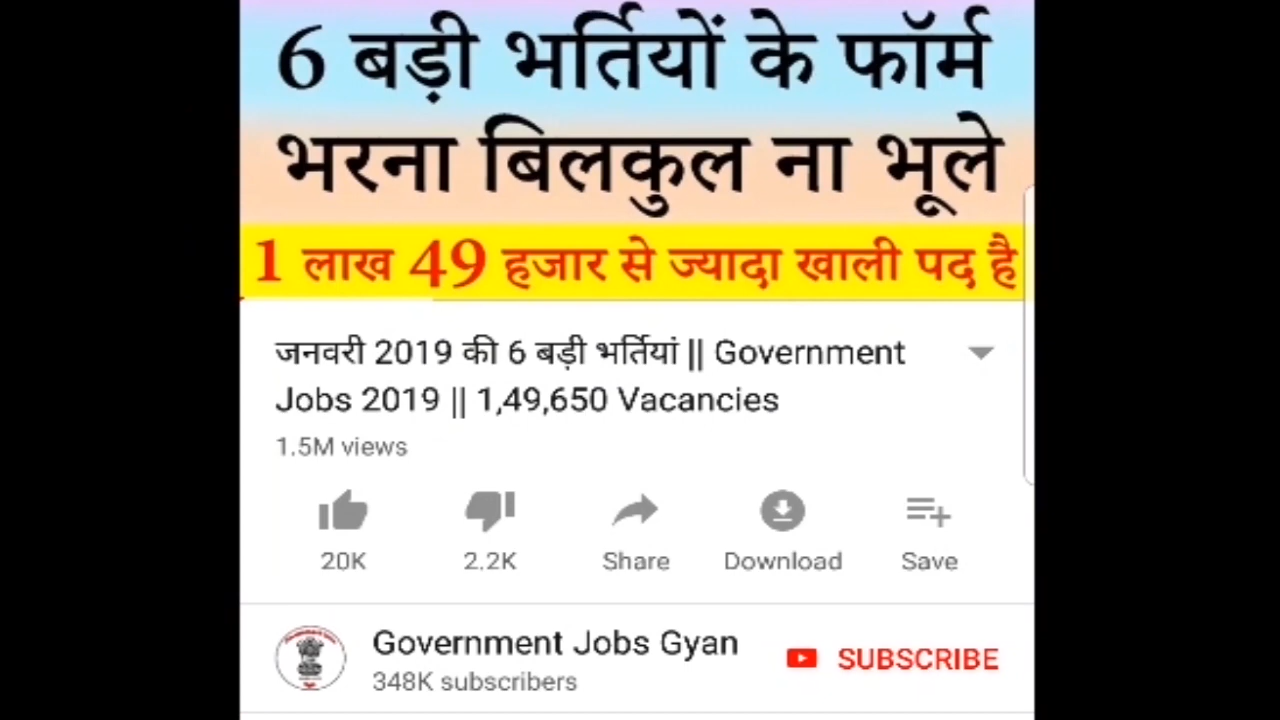 6 बड़ी भर्तियों के फॉर्म
भरना बिलकुल ना भूले
1 लाख 49 हजार से ज्यादा खाली पद है
जनवरी 2019 की 6 बड़ी भर्तियां || Government
Jobs 2019 || 1,49,650 Vacancies
1.5M views
20K 2.2K Share Download Save
Government Jobs Gyan
348K subscribers
SUBSCRIBE